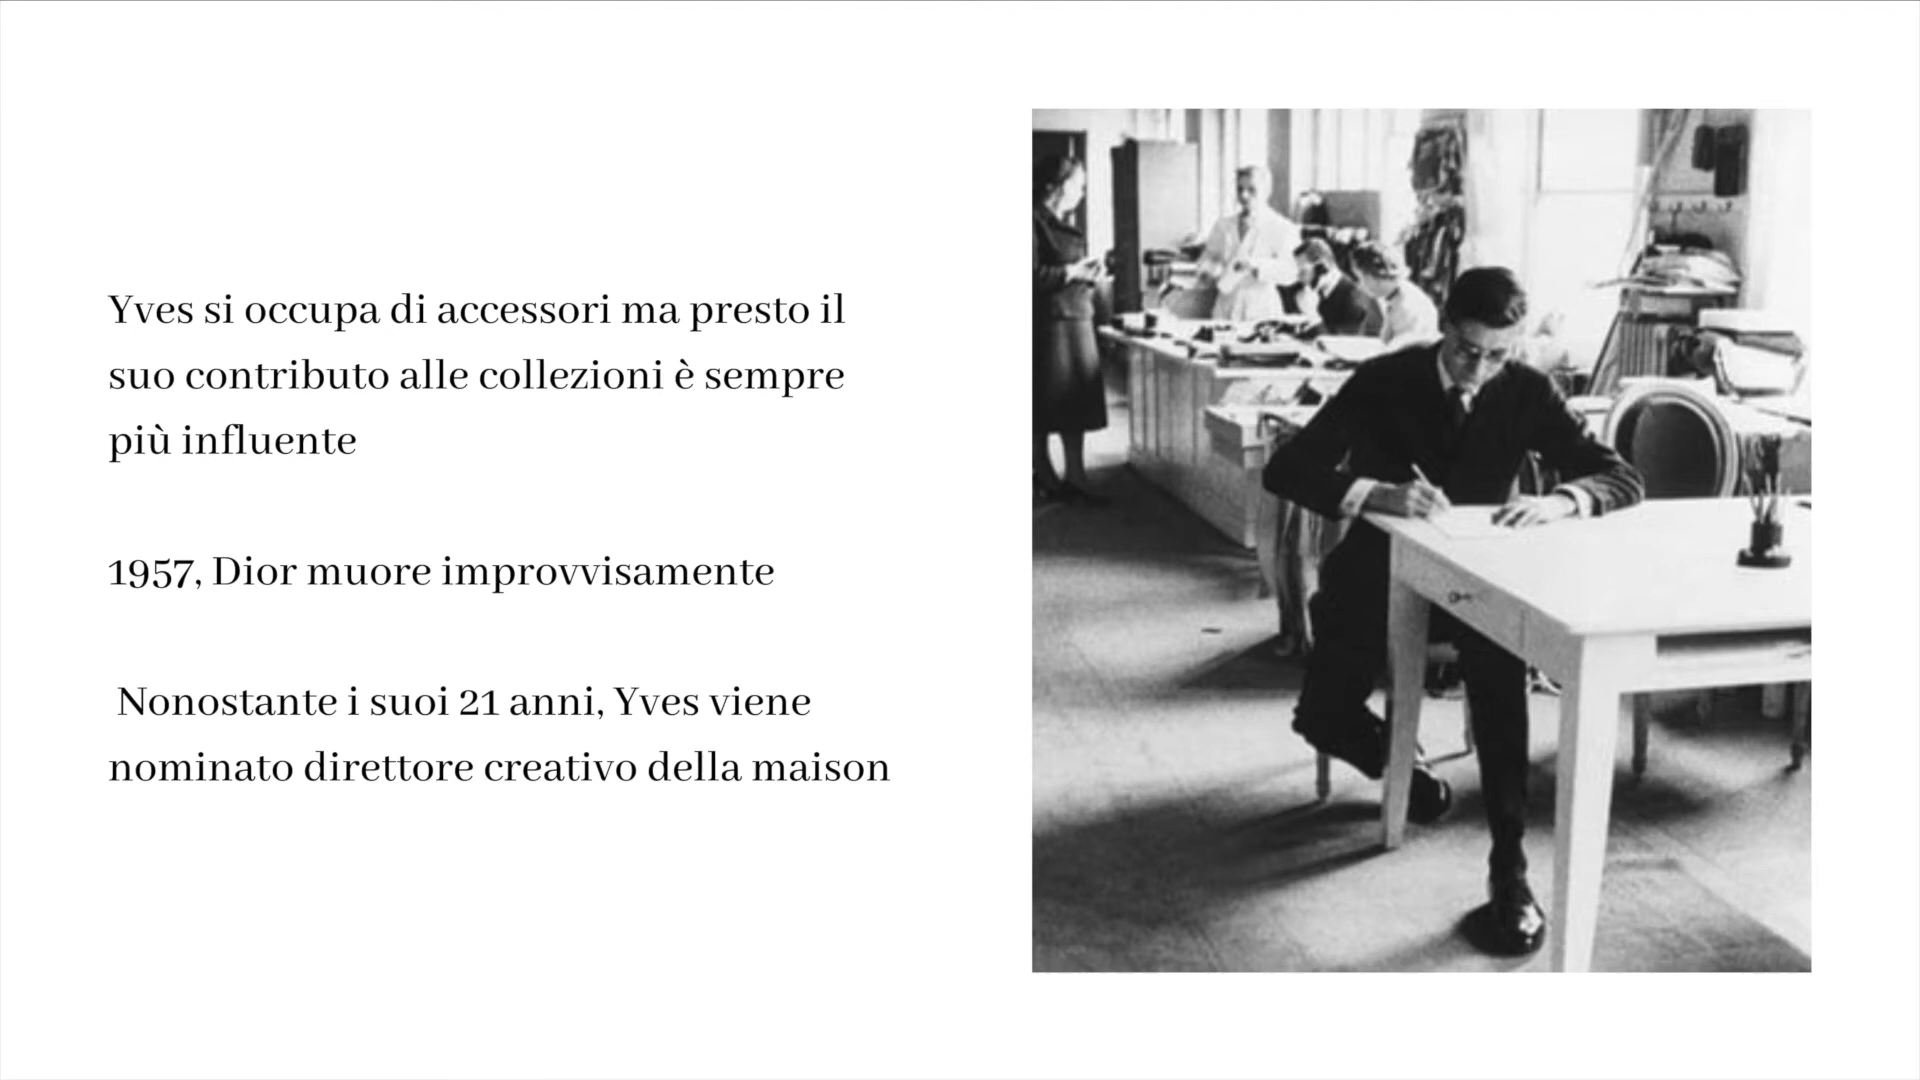 Yves si occupa di accessori ma presto il
suo contributo alle collezioni è sempre
più influente
1957, Dior muore improvvisamente
Nonostante i suoi 21 anni, Yves viene
nominato direttore creativo della maison